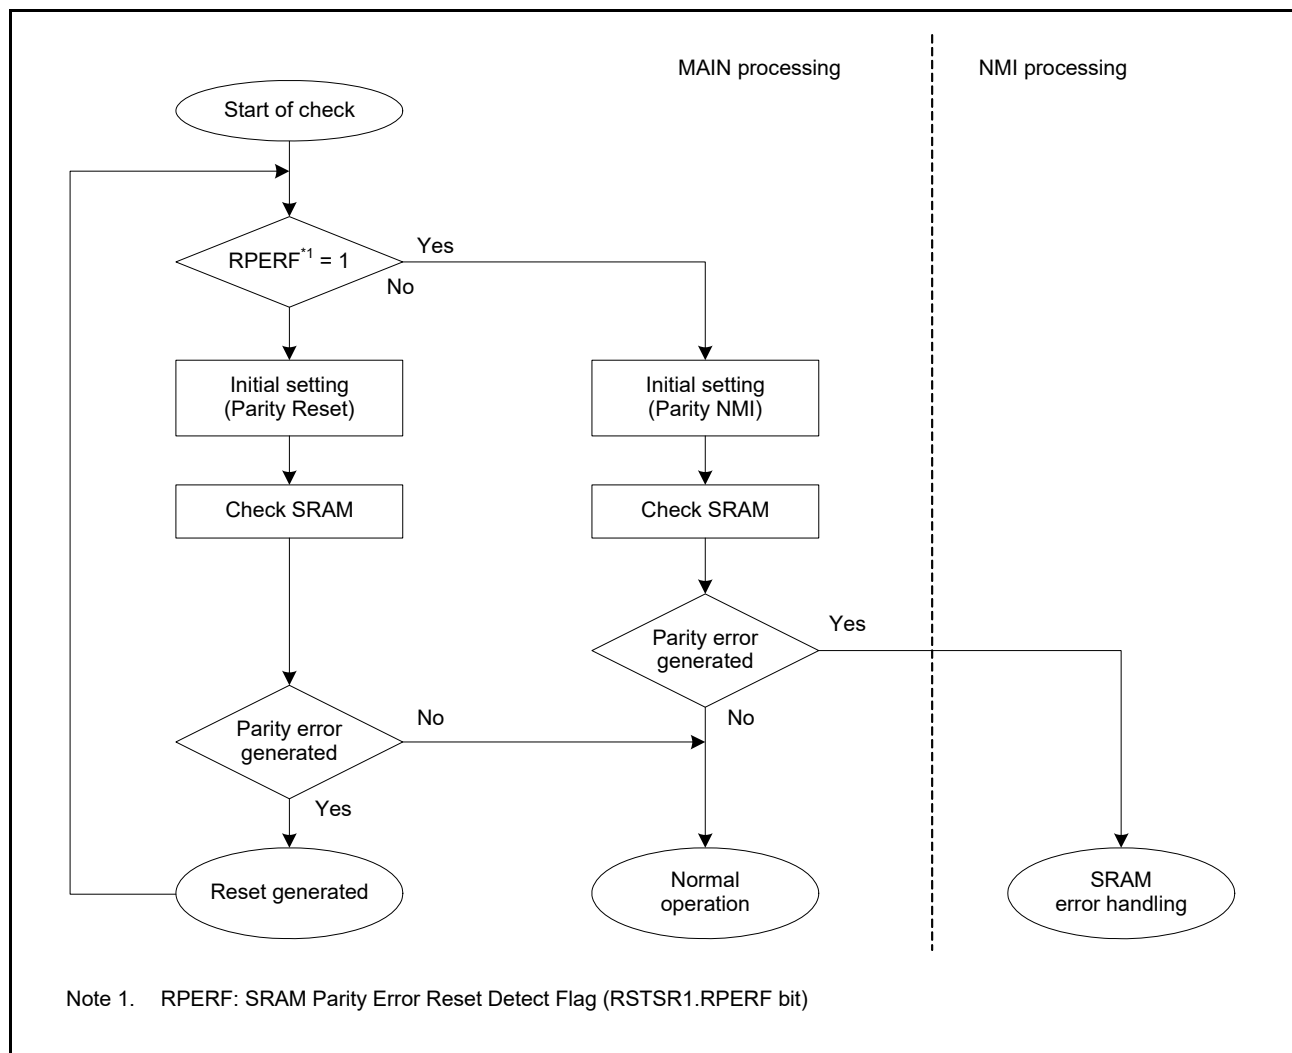 MAIN processing
NMI processing
Start of check
RPERF*1 = 1
Yes
No
Initial setting
(Parity Reset)
Initial setting
(Parity NMI)
Check SRAM
Check SRAM
Parity error
generated
Yes
No
Parity error
generated
No
Yes
Reset generated
Normal
operation
SRAM
error handling
Note 1. RPERF: SRAM Parity Error Reset Detect Flag (RSTSR1.RPERF bit)